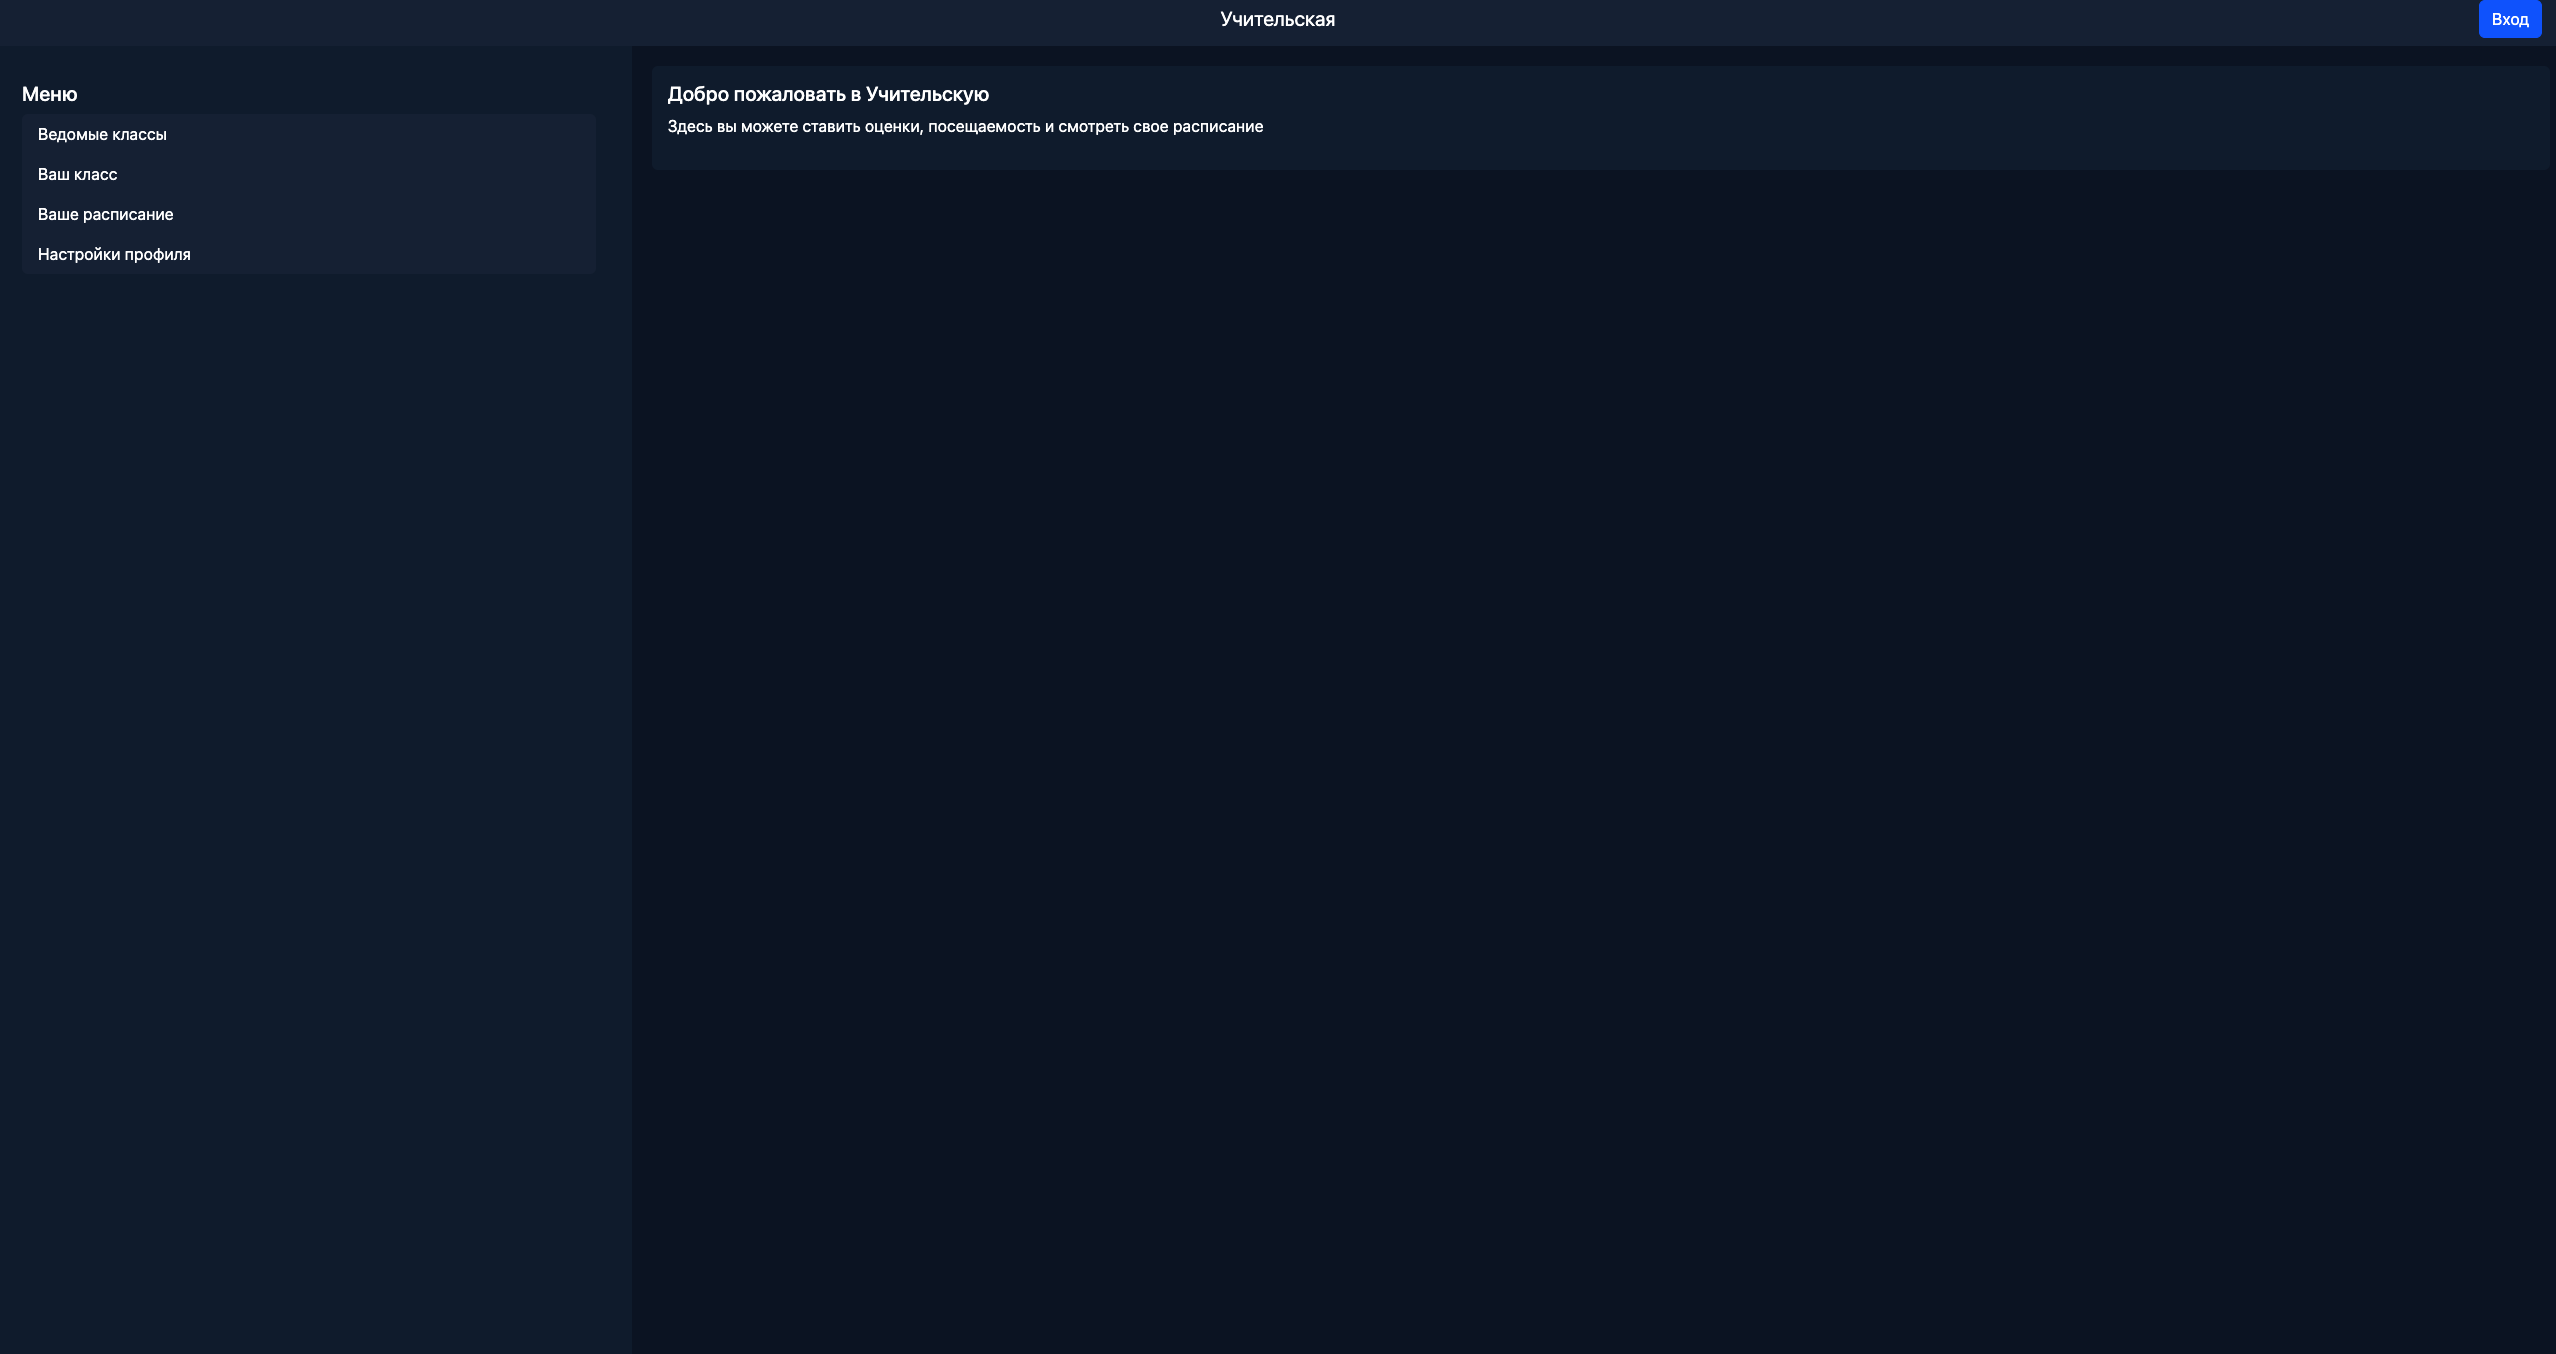 Учительская
Вход
Меню
Ведомые классы
Ваш класс
Ваше расписание
Настройки профиля
Добро пожаловать в Учительскую
Здесь вы можете ставить оценки, посещаемость и смотреть свое расписание